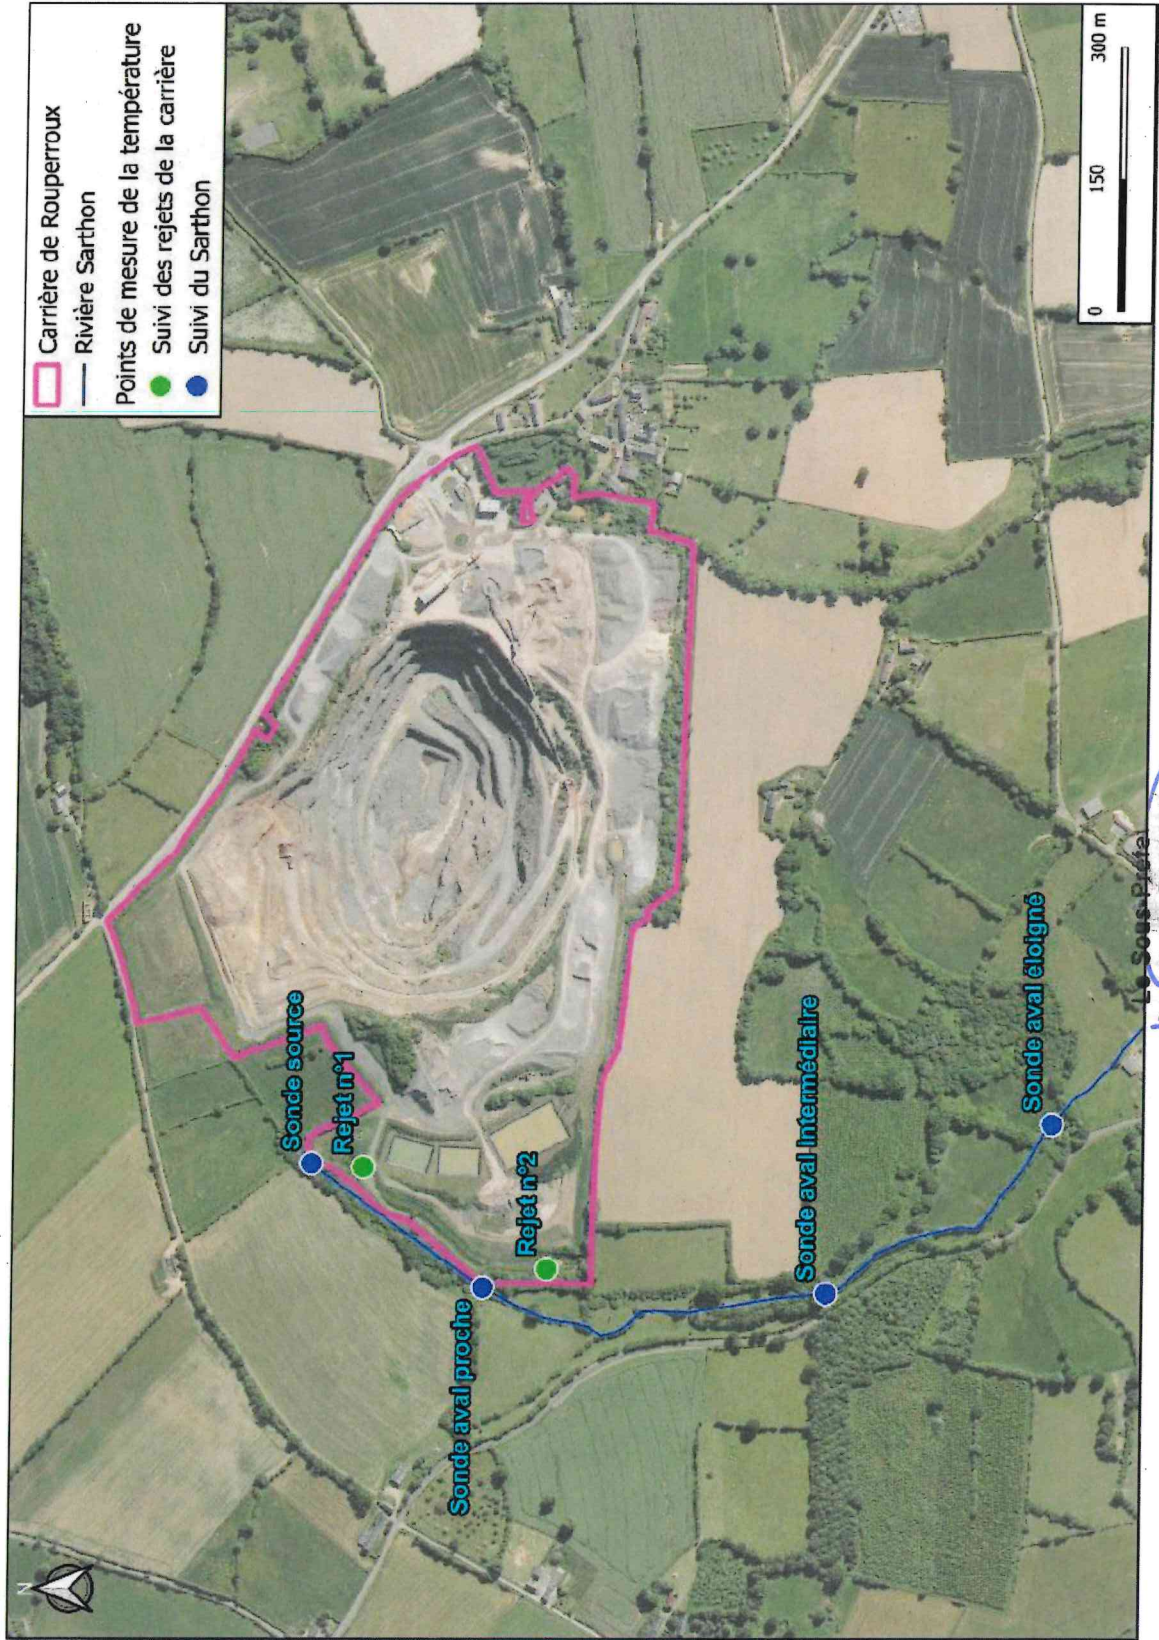 Carrière de Rouperroux
Rivière Sarthon
Points de mesure de la température
Suivi des rejets de la carrière
Suivi du Sarthon
N
Sonde source
Rejet n°1
Sonde aval proche
Rejet n°2
Sonde aval intermédiaire
Sonde aval éloigné
0 150 300 m
Le Sous-Préfet